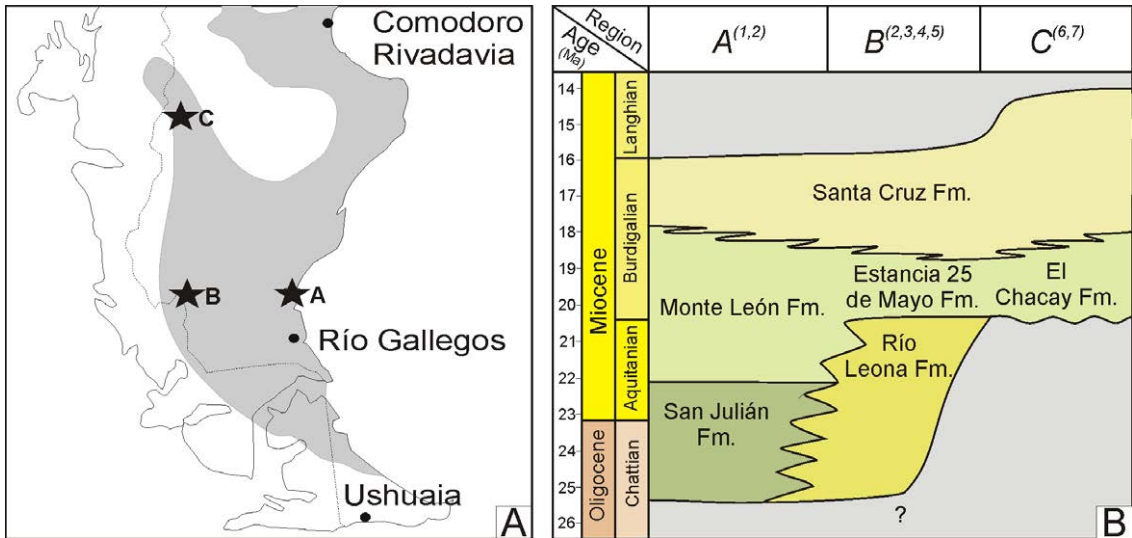 Comodoro
Rivadavia
C
B
A
Río Gallegos
Ushuaia
A
Region
Age
(Ma)
A(1,2)
B(2,3,4,5)
C(6,7)
14
15
16
17
18
19
20
21
22
23
24
25
26
Miocene
Oligocene
Langhian
Burdigalian
Aquitanian
Chattian
Santa Cruz Fm.
Monte León Fm.
Estancia 25
de Mayo Fm.
El
Chacay Fm.
Río
Leona Fm.
San Julián
Fm.
?
B